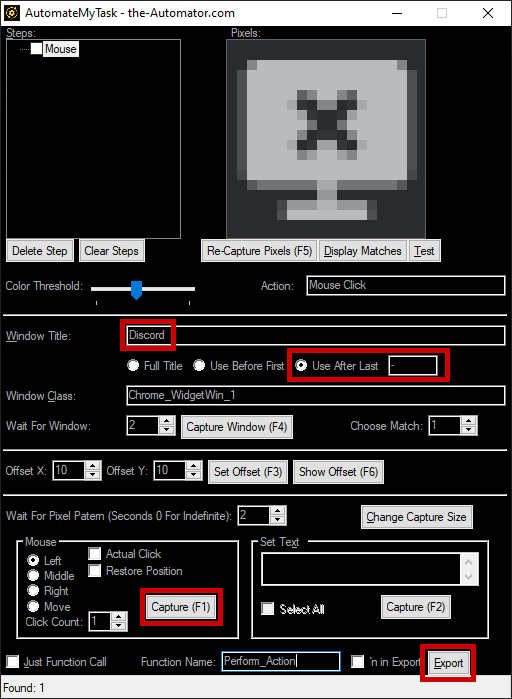 AutomateMyTask - the-Automator.com
Steps:
Pixels:
Mouse
Delete Step
Clear Steps
Re-Capture Pixels (F5)
Display Matches
Test
Color Threshold:
Action:
Mouse Click
Window Title:
Discord
Full Title
Use Before First
Use After Last
-
Window Class:
Chrome_WidgetWin_1
Wait For Window:
2
Capture Window (F4)
Choose Match:
1
Offset X:
10
Offset Y:
10
Set Offset (F3)
Show Offset (F6)
Wait For Pixel Patern (Seconds 0 For Indefinite):
2
Change Capture Size
Mouse
Left
Middle
Right
Move
Actual Click
Restore Position
Click Count:
1
Capture (F1)
Set Text
Select All
Capture (F2)
Just Function Call
Function Name:
Perform_Action
`n in Export
Export
Found: 1